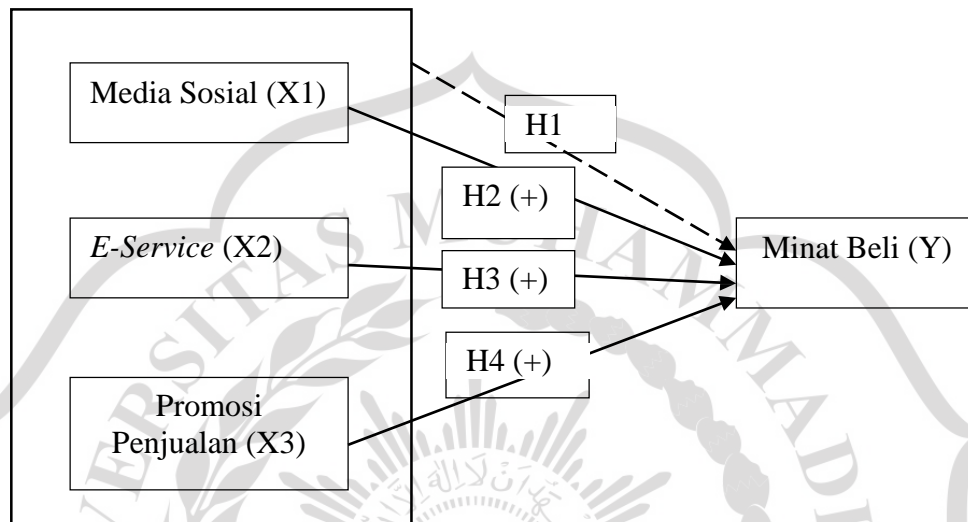 Media Sosial (X1)
H1
H2 (+)
E-Service (X2)
Minat Beli (Y)
H3 (+)
H4 (+)
Promosi
Penjualan (X3)